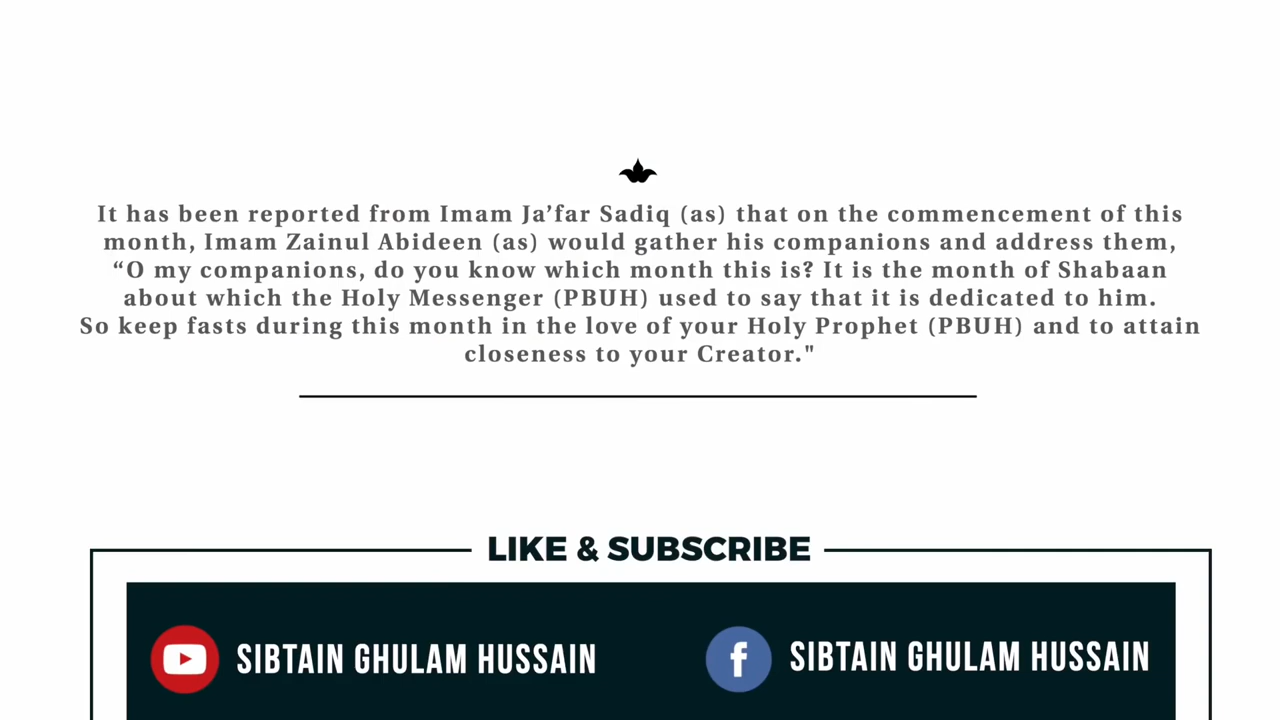 It has been reported from Imam Ja’far Sadiq (as) that on the commencement of this
month, Imam Zainul Abideen (as) would gather his companions and address them,
“O my companions, do you know which month this is? It is the month of Shabaan
about which the Holy Messenger (PBUH) used to say that it is dedicated to him.
So keep fasts during this month in the love of your Holy Prophet (PBUH) and to attain
closeness to your Creator."
LIKE & SUBSCRIBE
SIBTAIN GHULAM HUSSAIN
SIBTAIN GHULAM HUSSAIN